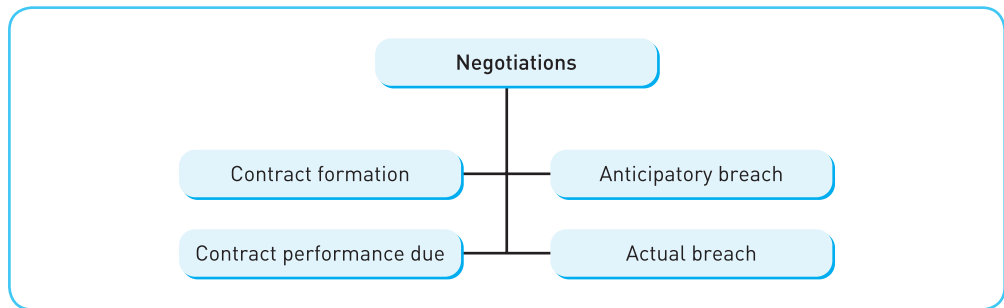 Negotiations
Contract formation
Anticipatory breach
Contract performance due
Actual breach